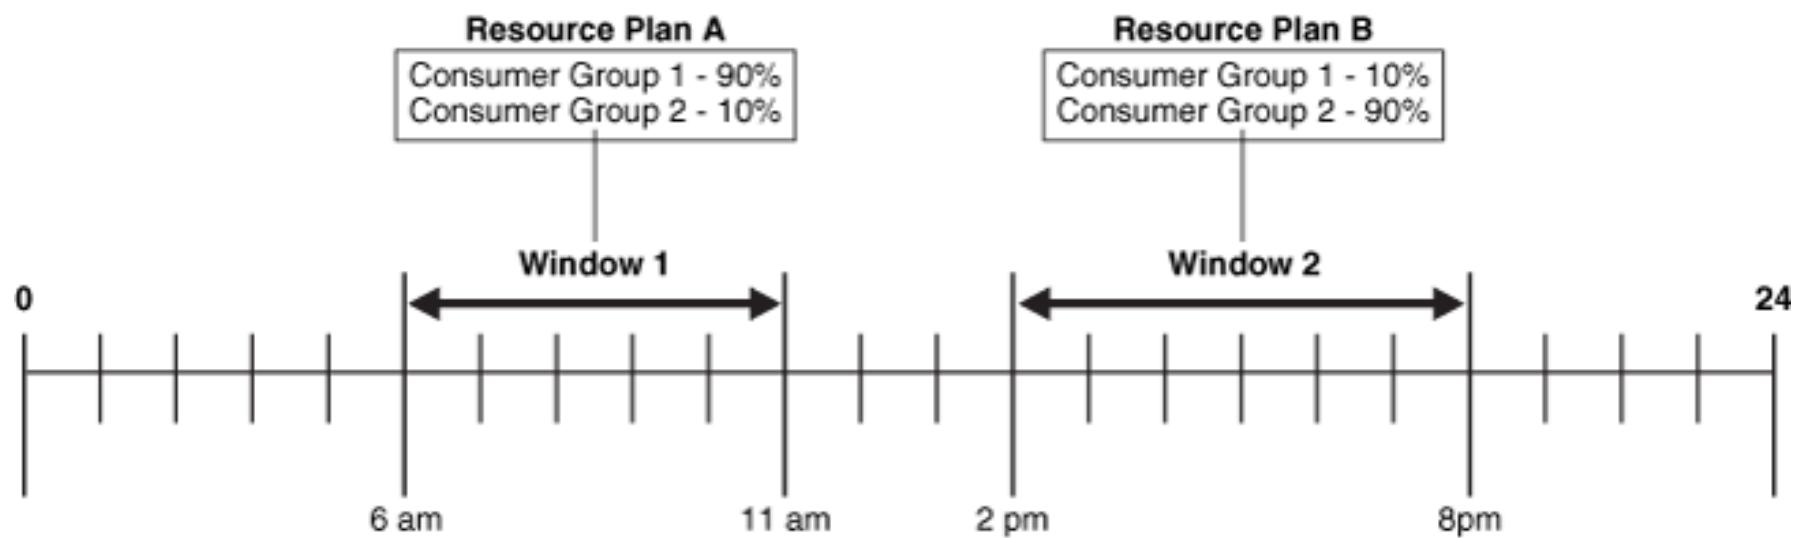 Resource Plan A
Consumer Group 1 - 90%
Consumer Group 2 - 10%
Resource Plan B
Consumer Group 1 - 10%
Consumer Group 2 - 90%
Window 1
Window 2
0
24
6 am
11 am
2 pm
8pm